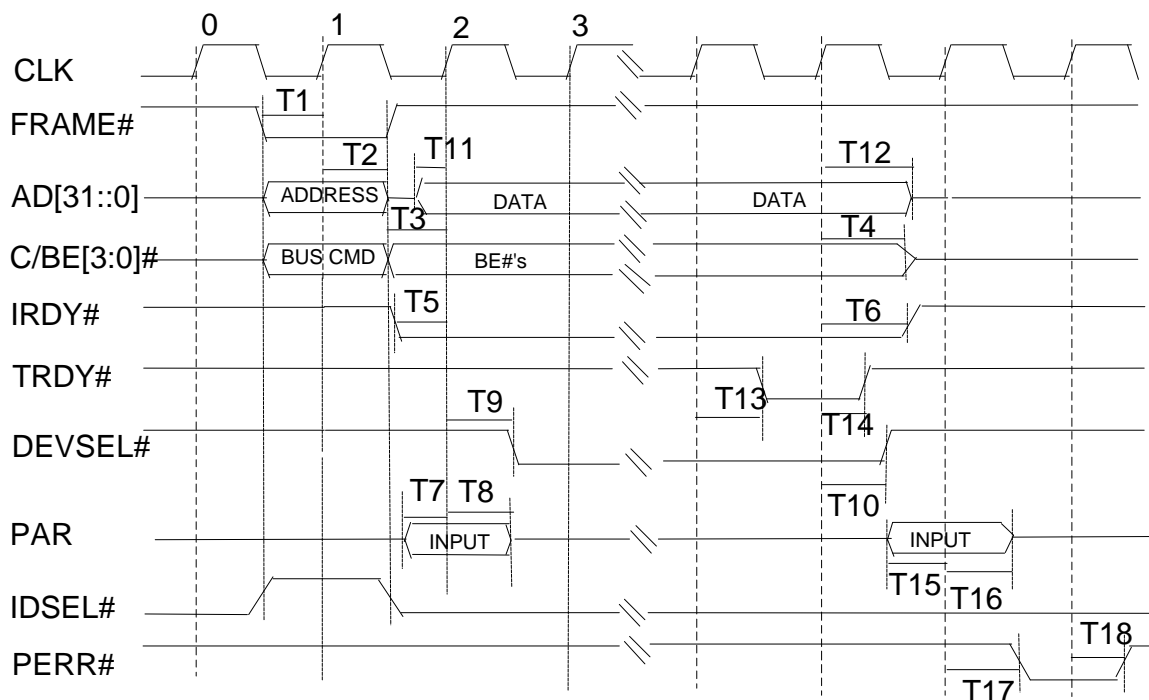 0 1 2 3
CLK
T1
FRAME#
T2 T11 T12
AD[31::0] ADDRESS DATA DATA
T3 T4
C/BE[3:0]# BUS CMD BE#'s
IRDY# T5 T6
TRDY#
T9 T13 T14
DEVSEL#
T7 T8 T10
PAR INPUT INPUT
T15 T16
IDSEL#
T18
PERR#
T17